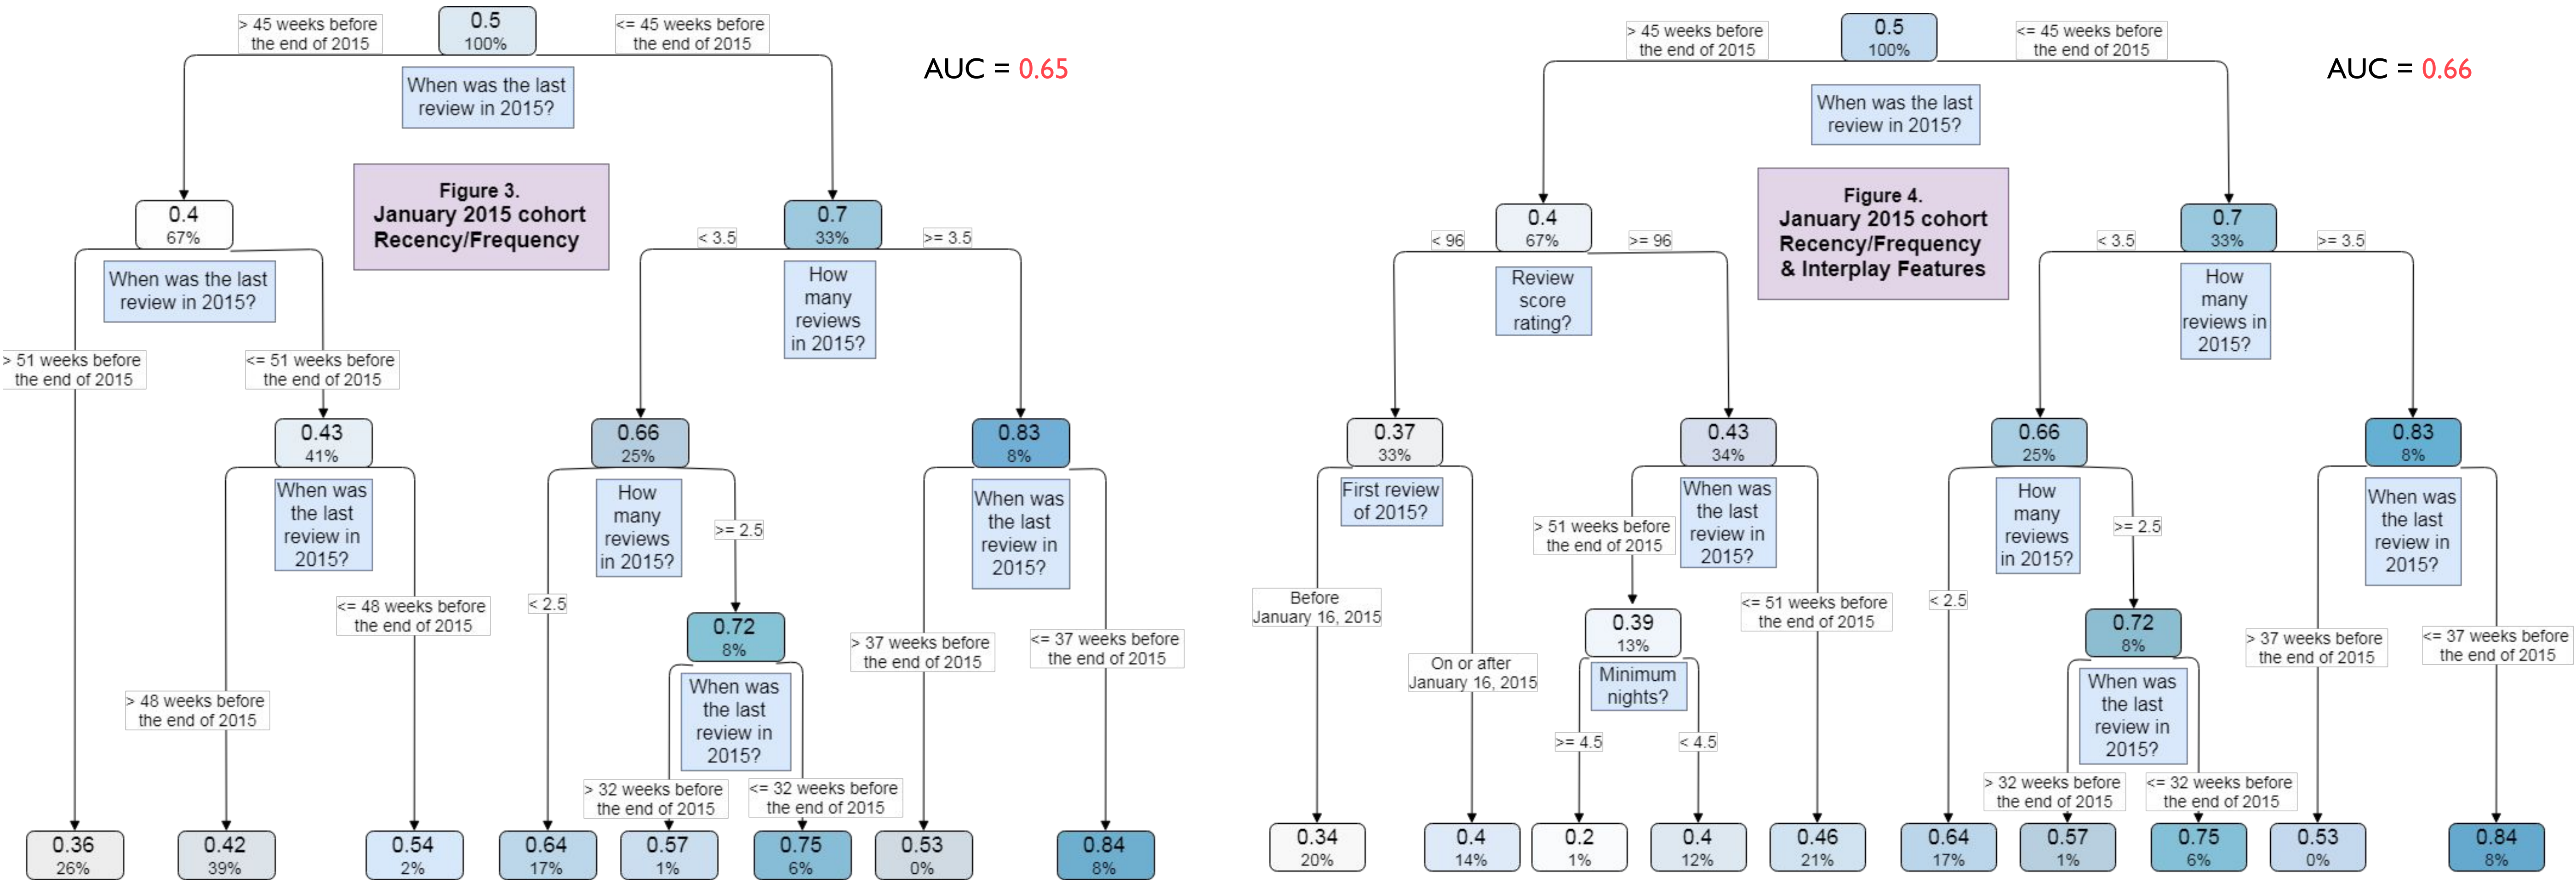 > 45 weeks before
the end of 2015
0.5
100%
<= 45 weeks before
the end of 2015
AUC = 0.65
When was the last
review in 2015?
Figure 3.
January 2015 cohort
Recency/Frequency
0.4
67%
0.7
33%
When was the last
review in 2015?
< 3.5
>= 3.5
How
many
reviews
in 2015?
> 51 weeks before
the end of 2015
<= 51 weeks before
the end of 2015
0.43
41%
0.66
25%
0.83
8%
When was
the last
review in
2015?
How
many
reviews
in 2015?
>= 2.5
When was
the last
review in
2015?
< 2.5
<= 48 weeks before
the end of 2015
0.72
8%
> 37 weeks before
the end of 2015
<= 37 weeks before
the end of 2015
> 48 weeks before
the end of 2015
When was
the last
review in
2015?
> 32 weeks before
the end of 2015
<= 32 weeks before
the end of 2015
0.36
26%
0.42
39%
0.54
2%
0.64
17%
0.57
1%
0.75
6%
0.53
0%
0.84
8%
> 45 weeks before
the end of 2015
0.5
100%
<= 45 weeks before
the end of 2015
AUC = 0.66
When was the last
review in 2015?
Figure 4.
January 2015 cohort
Recency/Frequency
& Interplay Features
0.4
67%
0.7
33%
< 96
>= 96
Review
score
rating?
< 3.5
>= 3.5
How
many
reviews in
2015?
0.37
33%
0.43
34%
0.66
25%
0.83
8%
First review
of 2015?
> 51 weeks before
the end of 2015
When was
the last
review in
2015?
How
many
reviews
in 2015?
>= 2.5
When was
the last
review in
2015?
Before
January 16, 2015
0.39
13%
<= 51 weeks before
the end of 2015
< 2.5
0.72
8%
> 37 weeks before
the end of 2015
<= 37 weeks before
the end of 2015
On or after
January 16, 2015
Minimum
nights?
When was
the last
review in
2015?
>= 4.5
< 4.5
> 32 weeks before
the end of 2015
<= 32 weeks before
the end of 2015
0.34
20%
0.4
14%
0.2
1%
0.4
12%
0.46
21%
0.64
17%
0.57
1%
0.75
6%
0.53
0%
0.84
8%